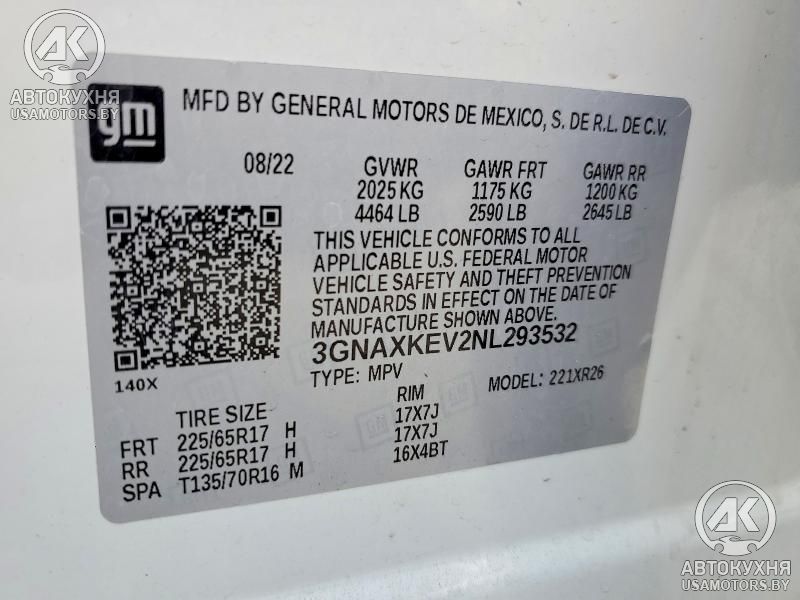 АК
АВТОКУХНЯ
USAMOTORS.BY
gm
MFD BY GENERAL MOTORS DE MEXICO, S. DE R.L. DE C.V.
08/22 GVWR GAWR FRT GAWR RR
2025 KG 1175 KG 1200 KG
4464 LB 2590 LB 2645 LB
THIS VEHICLE CONFORMS TO ALL
APPLICABLE U.S. FEDERAL MOTOR
VEHICLE SAFETY AND THEFT PREVENTION
STANDARDS IN EFFECT ON THE DATE OF
MANUFACTURE SHOWN ABOVE.
3GNAXKEV2NL293532
140X TYPE: MPV MODEL: 221XR26
TIRE SIZE RIM
FRT 225/65R17 H 17X7J
RR 225/65R17 H 17X7J
SPA T135/70R16 M 16X4BT
АК
АВТОКУХНЯ
USAMOTORS.BY